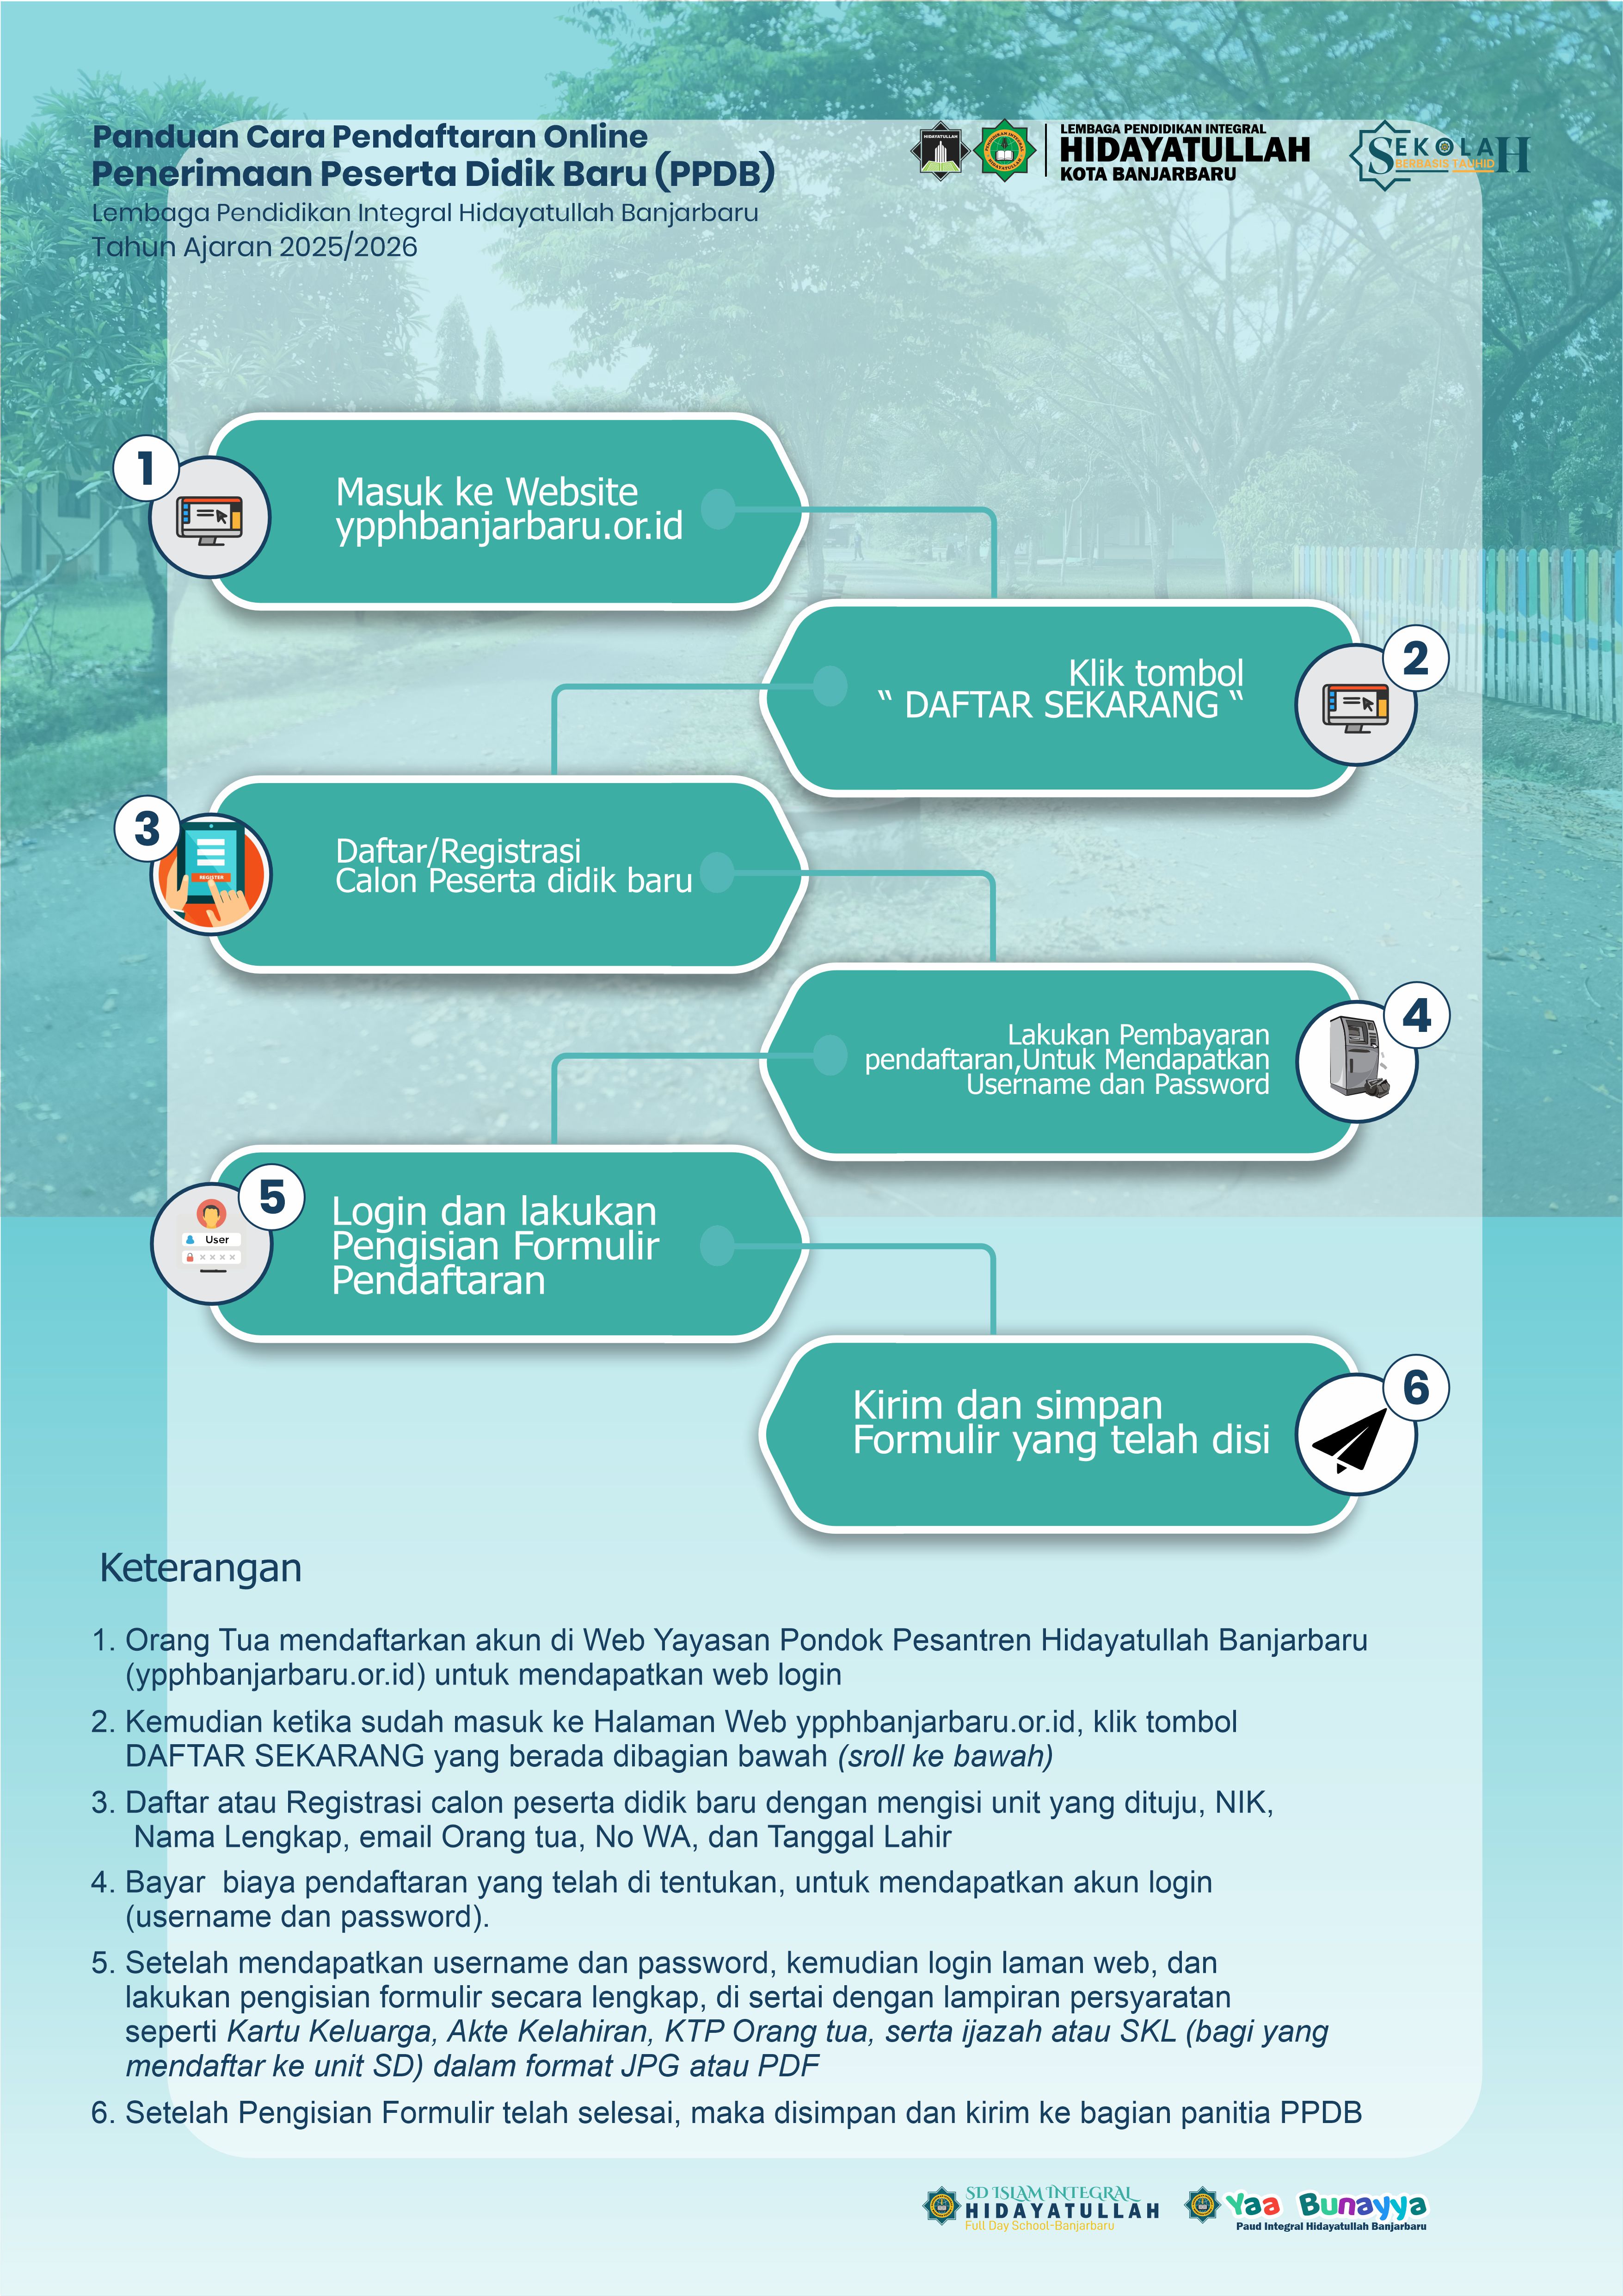 Panduan Cara Pendaftaran Online
Penerimaan Peserta Didik Baru (PPDB)
Lembaga Pendidikan Integral Hidayatullah Banjarbaru
Tahun Ajaran 2025/2026
HIDAYATULLAH
LEMBAGA PENDIDIKAN INTEGRAL
HIDAYATULLAH
KOTA BANJARBARU
SEKOLAH
BERBASIS TAUHID
1
Masuk ke Website
ypphbanjarbaru.or.id
2
Klik tombol
“ DAFTAR SEKARANG “
3
REGISTER
Daftar/Registrasi
Calon Peserta didik baru
4
Lakukan Pembayaran
pendaftaran,Untuk Mendapatkan
Username dan Password
5
User
Login dan lakukan
Pengisian Formulir
Pendaftaran
6
Kirim dan simpan
Formulir yang telah disi
Keterangan
1. Orang Tua mendaftarkan akun di Web Yayasan Pondok Pesantren Hidayatullah Banjarbaru
(ypphbanjarbaru.or.id) untuk mendapatkan web login
2. Kemudian ketika sudah masuk ke Halaman Web ypphbanjarbaru.or.id, klik tombol
DAFTAR SEKARANG yang berada dibagian bawah (sroll ke bawah)
3. Daftar atau Registrasi calon peserta didik baru dengan mengisi unit yang dituju, NIK,
Nama Lengkap, email Orang tua, No WA, dan Tanggal Lahir
4. Bayar  biaya pendaftaran yang telah di tentukan, untuk mendapatkan akun login
(username dan password).
5. Setelah mendapatkan username dan password, kemudian login laman web, dan
lakukan pengisian formulir secara lengkap, di sertai dengan lampiran persyaratan
seperti Kartu Keluarga, Akte Kelahiran, KTP Orang tua, serta ijazah atau SKL (bagi yang
mendaftar ke unit SD) dalam format JPG atau PDF
6. Setelah Pengisian Formulir telah selesai, maka disimpan dan kirim ke bagian panitia PPDB
SD ISLAM INTEGRAL
HIDAYATULLAH
Full Day School-Banjarbaru
Yaa Bunayya
Paud Integral Hidayatullah Banjarbaru